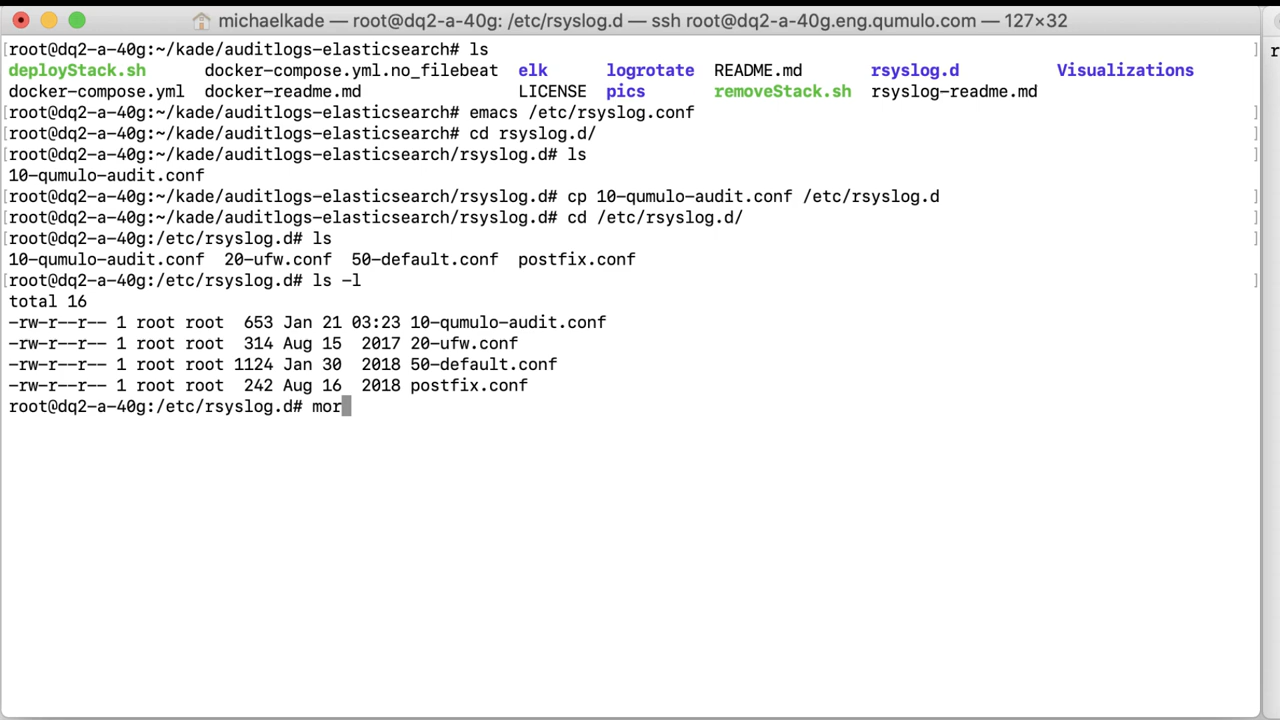 michaelkade — root@dq2-a-40g: /etc/rsyslog.d — ssh root@dq2-a-40g.eng.qumulo.com — 127×32
[root@dq2-a-40g:~/kade/auditlogs-elasticsearch# ls ]
deployStack.sh docker-compose.yml.no_filebeat elk logrotate README.md rsyslog.d Visualizations
docker-compose.yml docker-readme.md LICENSE pics removeStack.sh rsyslog-readme.md
[root@dq2-a-40g:~/kade/auditlogs-elasticsearch# emacs /etc/rsyslog.conf ]
[root@dq2-a-40g:~/kade/auditlogs-elasticsearch# cd rsyslog.d/ ]
[root@dq2-a-40g:~/kade/auditlogs-elasticsearch/rsyslog.d# ls ]
10-qumulo-audit.conf
[root@dq2-a-40g:~/kade/auditlogs-elasticsearch/rsyslog.d# cp 10-qumulo-audit.conf /etc/rsyslog.d ]
[root@dq2-a-40g:~/kade/auditlogs-elasticsearch/rsyslog.d# cd /etc/rsyslog.d/ ]
[root@dq2-a-40g:/etc/rsyslog.d# ls ]
10-qumulo-audit.conf 20-ufw.conf 50-default.conf postfix.conf
[root@dq2-a-40g:/etc/rsyslog.d# ls -l ]
total 16
-rw-r--r-- 1 root root 653 Jan 21 03:23 10-qumulo-audit.conf
-rw-r--r-- 1 root root 314 Aug 15 2017 20-ufw.conf
-rw-r--r-- 1 root root 1124 Jan 30 2018 50-default.conf
-rw-r--r-- 1 root root 242 Aug 16 2018 postfix.conf
root@dq2-a-40g:/etc/rsyslog.d# mor